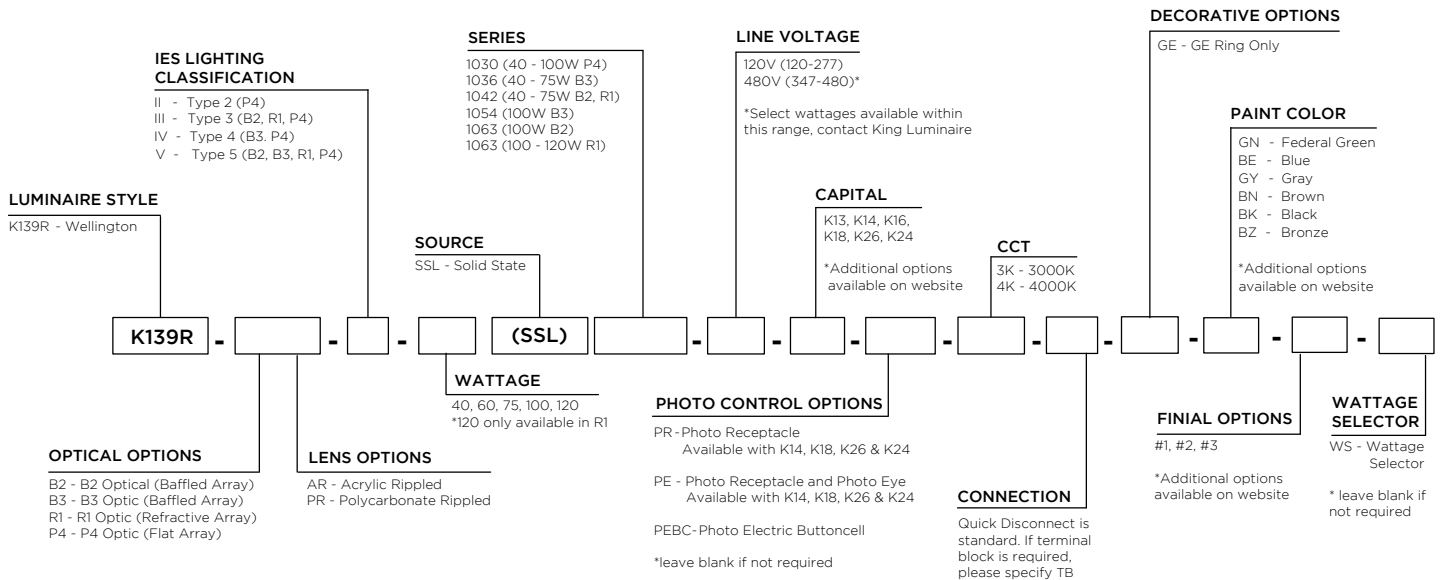 DECORATIVE OPTIONS
GE - GE Ring Only
SERIES
1030 (40 - 100W P4)
1036 (40 - 75W B3)
1042 (40 - 75W B2, R1)
1054 (100W B3)
1063 (100W B2)
1063 (100 - 120W R1)
LINE VOLTAGE
120V (120-277)
480V (347-480)*
*Select wattages available within
this range, contact King Luminaire
IES LIGHTING
CLASSIFICATION
II - Type 2 (P4)
III - Type 3 (B2, R1, P4)
IV - Type 4 (B3. P4)
V - Type 5 (B2, B3, R1, P4)
PAINT COLOR
GN - Federal Green
BE - Blue
GY - Gray
BN - Brown
BK - Black
BZ - Bronze
*Additional options
available on website
LUMINAIRE STYLE
K139R - Wellington
CAPITAL
K13, K14, K16,
K18, K26, K24
*Additional options
available on website
SOURCE
SSL - Solid State
CCT
3K - 3000K
4K - 4000K
K139R - - - (SSL) - - - - - - - - -
WATTAGE
40, 60, 75, 100, 120
*120 only available in R1
OPTICAL OPTIONS
B2 - B2 Optical (Baffled Array)
B3 - B3 Optic (Baffled Array)
R1 - R1 Optic (Refractive Array)
P4 - P4 Optic (Flat Array)
LENS OPTIONS
AR - Acrylic Rippled
PR - Polycarbonate Rippled
PHOTO CONTROL OPTIONS
PR - Photo Receptacle
Available with K14, K18, K26 & K24
PE - Photo Receptacle and Photo Eye
Available with K14, K18, K26 & K24
PEBC - Photo Electric Buttoncell
*leave blank if not required
CONNECTION
Quick Disconnect is
standard. If terminal
block is required,
please specify TB
FINIAL OPTIONS
#1, #2, #3
*Additional options
available on website
WATTAGE
SELECTOR
WS - Wattage
Selector
* leave blank if
not required